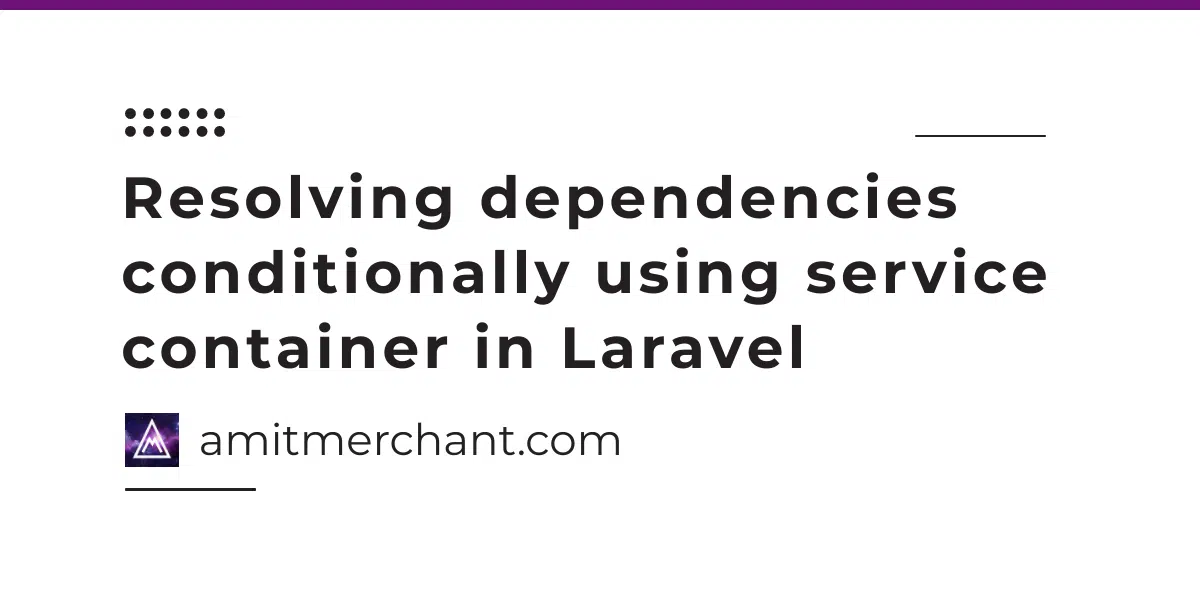 Resolving dependencies
conditionally using service
container in Laravel
amitmerchant.com